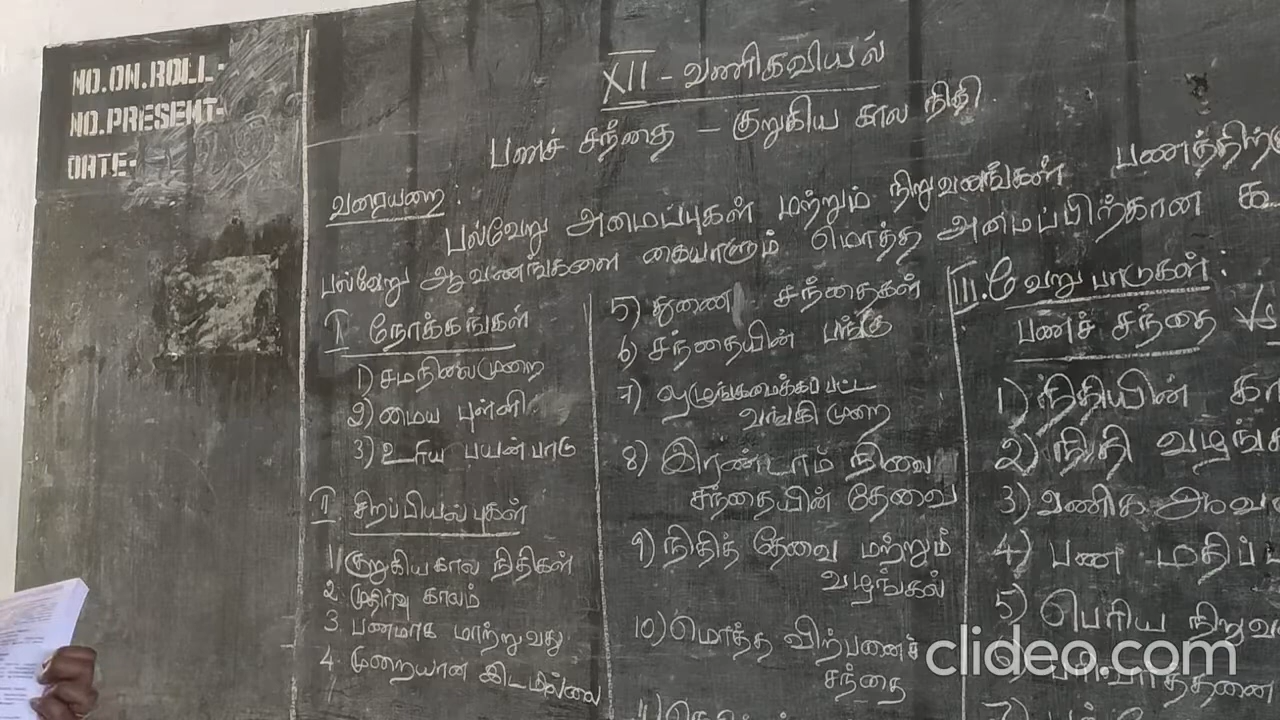 NO.ON.ROLL-
NO.PRESENT-
DATE-
XII - வணிகவியல்
பணச் சந்தை – குறுகிய கால நிதி
வரையறை :
பல்வேறு அமைப்புகள் மற்றும் நிறுவனங்கள் பணத்திற்கு
பல்வேறு ஆவணங்களை கையாளும் மொத்த அமைப்பிற்கான
I நோக்கங்கள்
1) சமநிலைமுறை
2) மைய புள்ளி
3) உரிய பயன்பாடு
II சிறப்பியல்புகள்
1) குறுகிய கால நிதிகள்
2. முதிர்வு காலம்
3. பணமாக மாற்றுவது
4. முறையான இடமில்லை
5) துணை சந்தைகள்
6) சந்தையின் பங்கு
7) ஒழுங்கமைக்கப்பட்ட
வங்கி முறை
8) இரண்டாம் நிலை
சந்தையின் தேவை
9) நிதித் தேவை மற்றும்
வழங்கல்
10) மொத்த விற்பனை
சந்தை
III. வேறுபாடுகள் :
பணச் சந்தை Vs
1) நிதியின்
2) நிதி
3) வணிக
4) பண
5) பெரிய
clideo.com